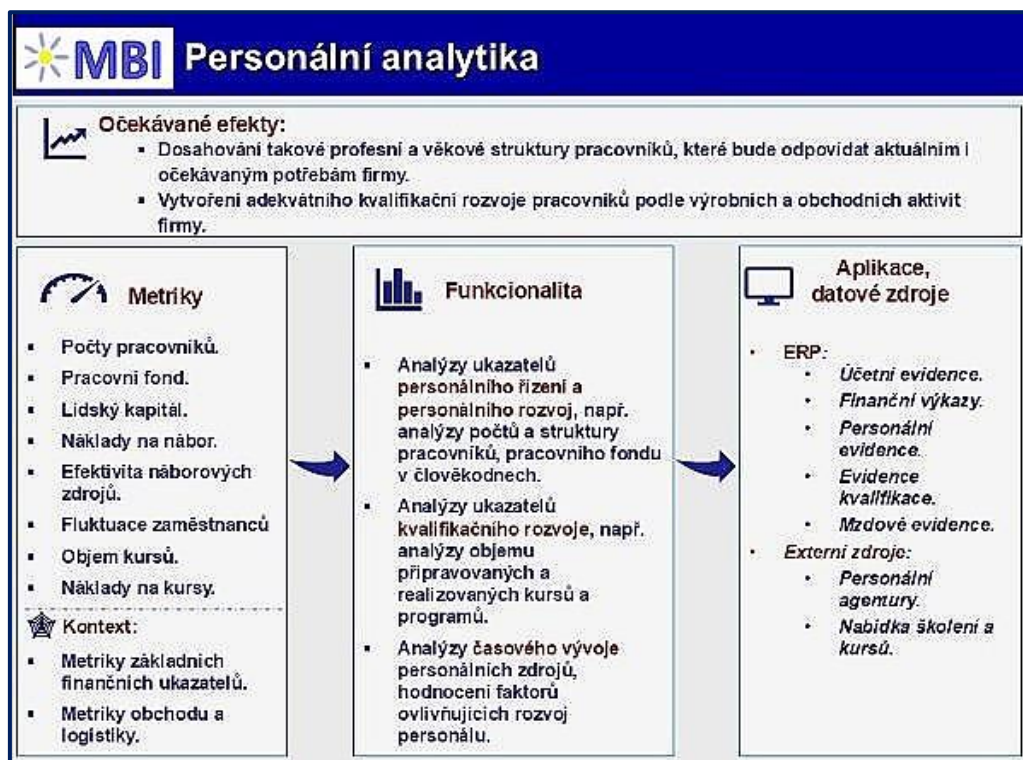 MBI Personální analytika
Očekávané efekty:
▪ Dosahování takové profesní a věkové struktury pracovníků, které bude odpovídat aktuálním i
očekávaným potřebám firmy.
▪ Vytvoření adekvátního kvalifikační rozvoje pracovníků podle výrobních a obchodních aktivit
firmy.
Metriky
▪ Počty pracovníků.
▪ Pracovní fond.
▪ Lidský kapitál.
▪ Náklady na nábor.
▪ Efektivita náborových
zdrojů.
▪ Fluktuace zaměstnanců
▪ Objem kursů.
▪ Náklady na kursy.
Kontext:
▪ Metriky základních
finančních ukazatelů.
▪ Metriky obchodu a
logistiky.
Funkcionalita
▪ Analýzy ukazatelů
personálního řízení a
personálního rozvoj, např.
analýzy počtů a struktury
pracovníků, pracovního fondu
v člověkodnech.
▪ Analýzy ukazatelů
kvalifikačního rozvoje, např.
analýzy objemu
připravovaných a
realizovaných kursů a
programů.
▪ Analýzy časového vývoje
personálních zdrojů,
hodnocení faktorů
ovlivňujících rozvoj
personálu.
Aplikace,
datové zdroje
• ERP:
• Účetní evidence.
• Finanční výkazy.
• Personální
evidence.
• Evidence
kvalifikace.
• Mzdové evidence.
• Externí zdroje:
• Personální
agentury.
• Nabídka školení a
kursů.